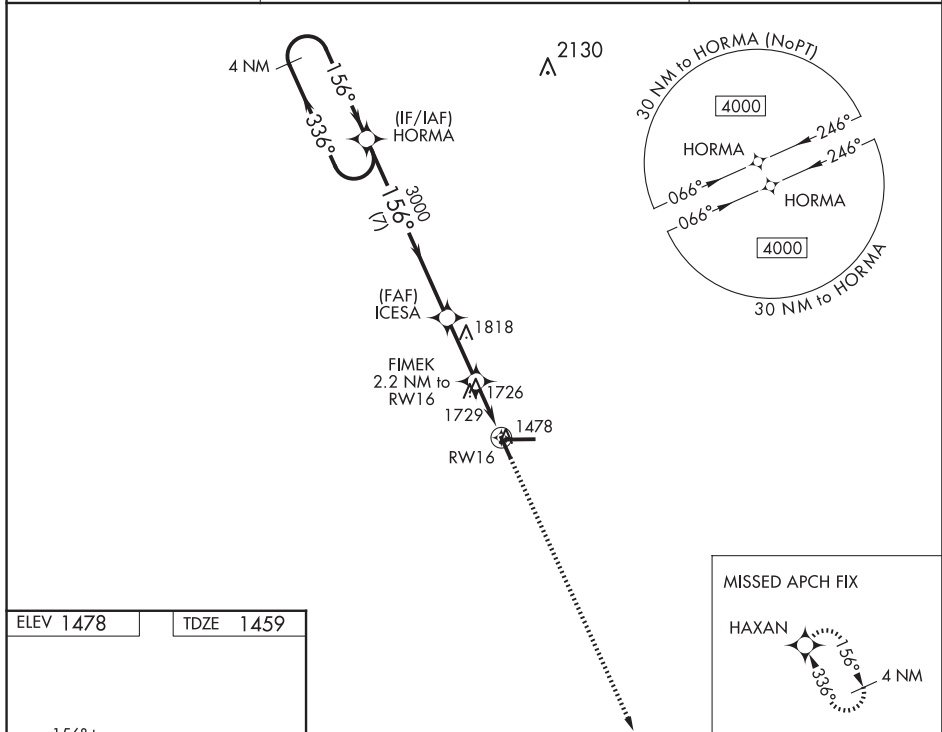 2130
4 NM
156°
336°
(IF/IAF)
HORMA
3000
156°
(7)
(FAF)
ICESA
1818
FIMEK
2.2 NM to
RW16
1726
1729
1478
RW16
30 NM to HORMA (NoPT)
4000
246°
HORMA
246°
066°
HORMA
066°
4000
30 NM to HORMA
MISSED APCH FIX
HAXAN
156°
336°
4 NM
ELEV 1478
TDZE 1459